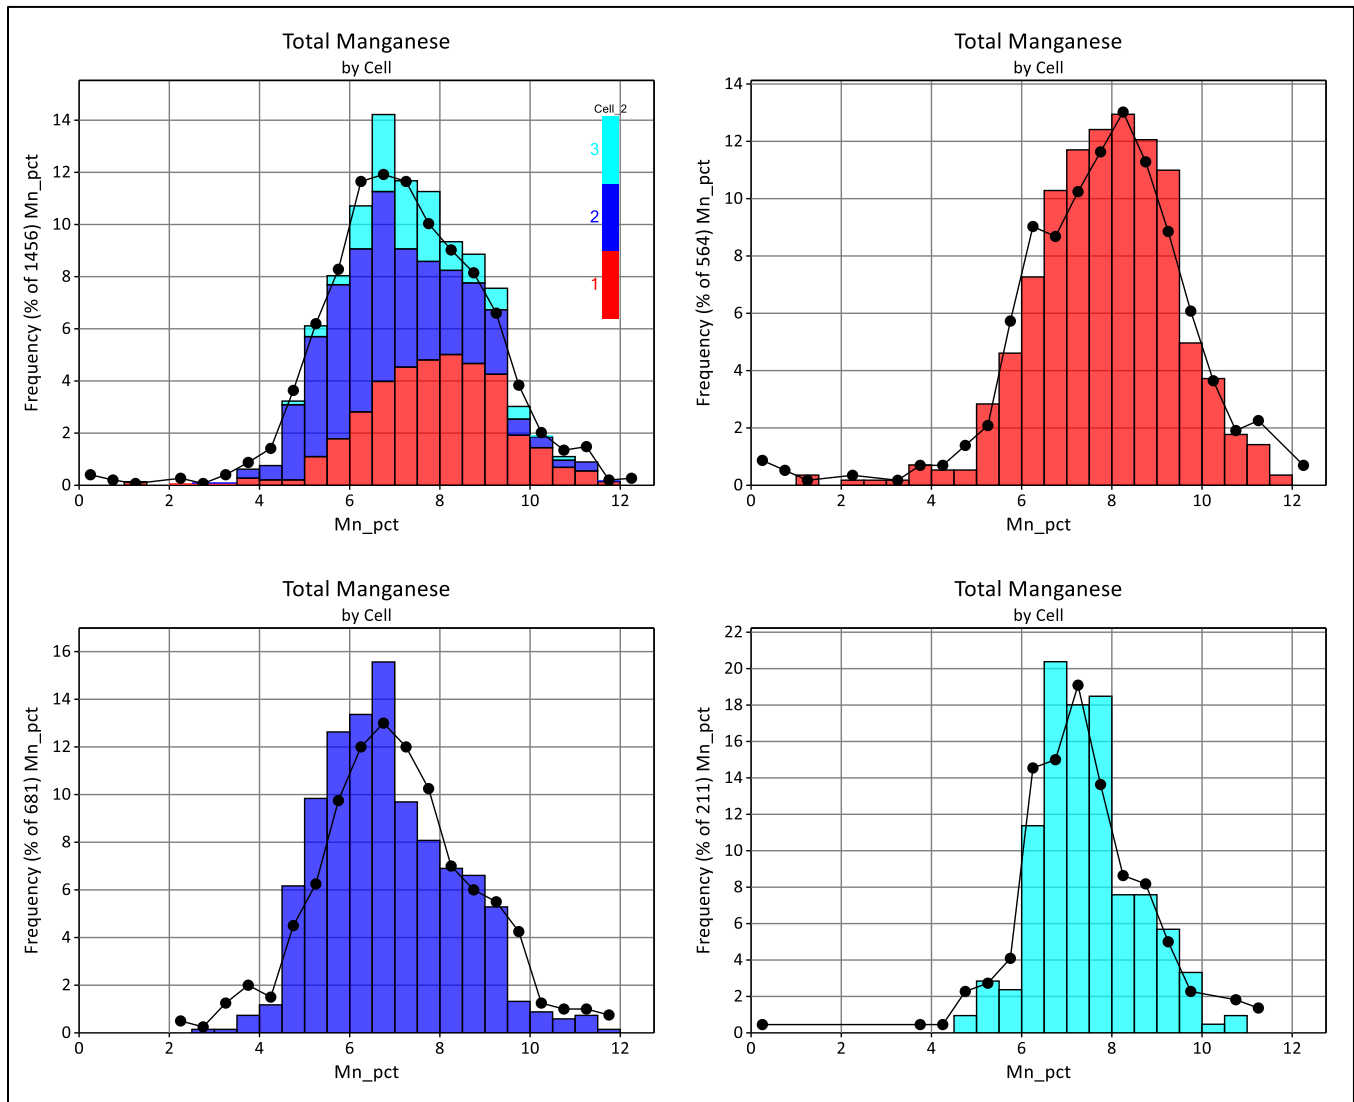 Total Manganese
by Cell
Frequency (% of 1456) Mn_pct
14
12
10
8
6
4
2
0
0 2 4 6 8 10 12
Mn_pct
Cell_2
3
2
1
Total Manganese
by Cell
Frequency (% of 564) Mn_pct
14
12
10
8
6
4
2
0
0 2 4 6 8 10 12
Mn_pct
Total Manganese
by Cell
Frequency (% of 681) Mn_pct
16
14
12
10
8
6
4
2
0
0 2 4 6 8 10 12
Mn_pct
Total Manganese
by Cell
Frequency (% of 211) Mn_pct
22
20
18
16
14
12
10
8
6
4
2
0
0 2 4 6 8 10 12
Mn_pct